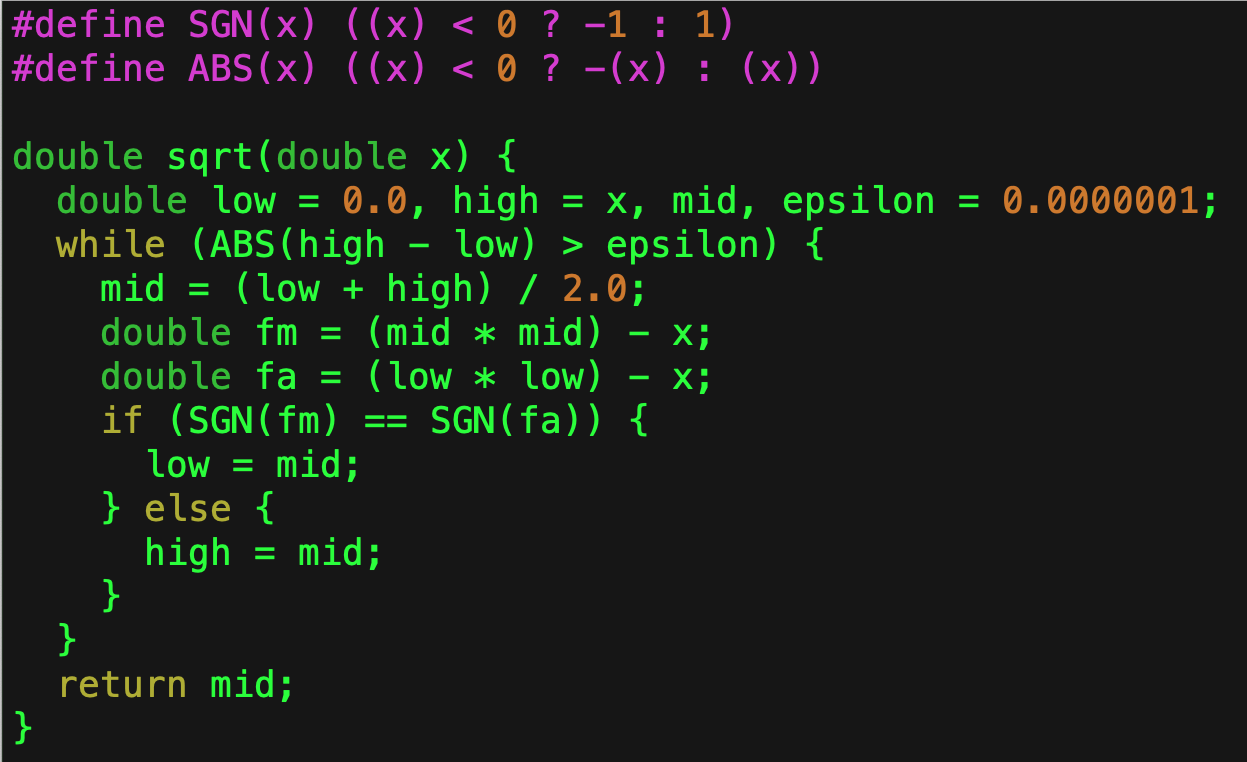 #define SGN(x) ((x) < 0 ? -1 : 1)
#define ABS(x) ((x) < 0 ? -(x) : (x))

double sqrt(double x) {
  double low = 0.0, high = x, mid, epsilon = 0.0000001;
  while (ABS(high - low) > epsilon) {
    mid = (low + high) / 2.0;
    double fm = (mid * mid) - x;
    double fa = (low * low) - x;
    if (SGN(fm) == SGN(fa)) {
      low = mid;
    } else {
      high = mid;
    }
  }
  return mid;
}